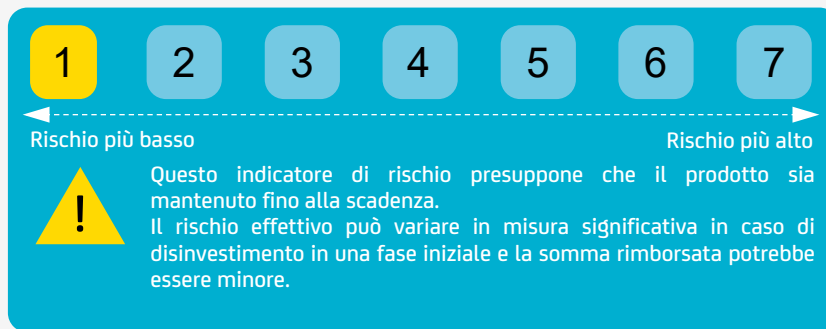 1 2 3 4 5 6 7
Rischio più basso Rischio più alto
! Questo indicatore di rischio presuppone che il prodotto sia
mantenuto fino alla scadenza.
Il rischio effettivo può variare in misura significativa in caso di
disinvestimento in una fase iniziale e la somma rimborsata potrebbe
essere minore.